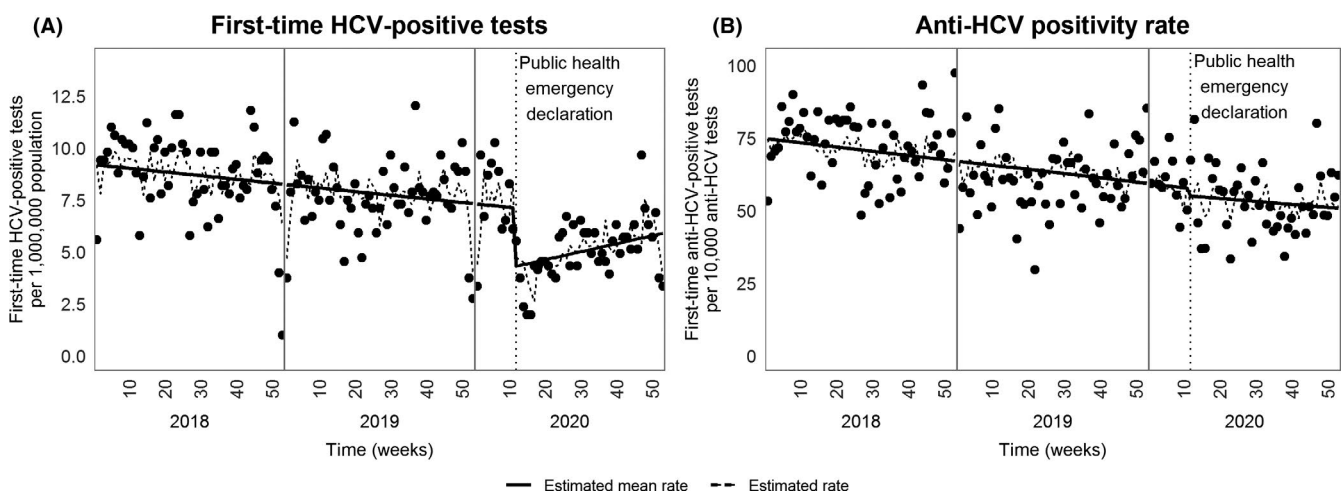 (A)
First-time HCV-positive tests
First-time HCV-positive tests
per 1,000,000 population
12.5
10.0
7.5
5.0
2.5
0.0
Public health
emergency
declaration
10 20 30 40 50 10 20 30 40 50 10 20 30 40 50
2018 2019 2020
Time (weeks)
(B)
Anti-HCV positivity rate
First-time anti-HCV-positive tests
per 10,000 anti-HCV tests
100
75
50
25
0
Public health
emergency
declaration
10 20 30 40 50 10 20 30 40 50 10 20 30 40 50
2018 2019 2020
Time (weeks)
Estimated mean rate Estimated rate